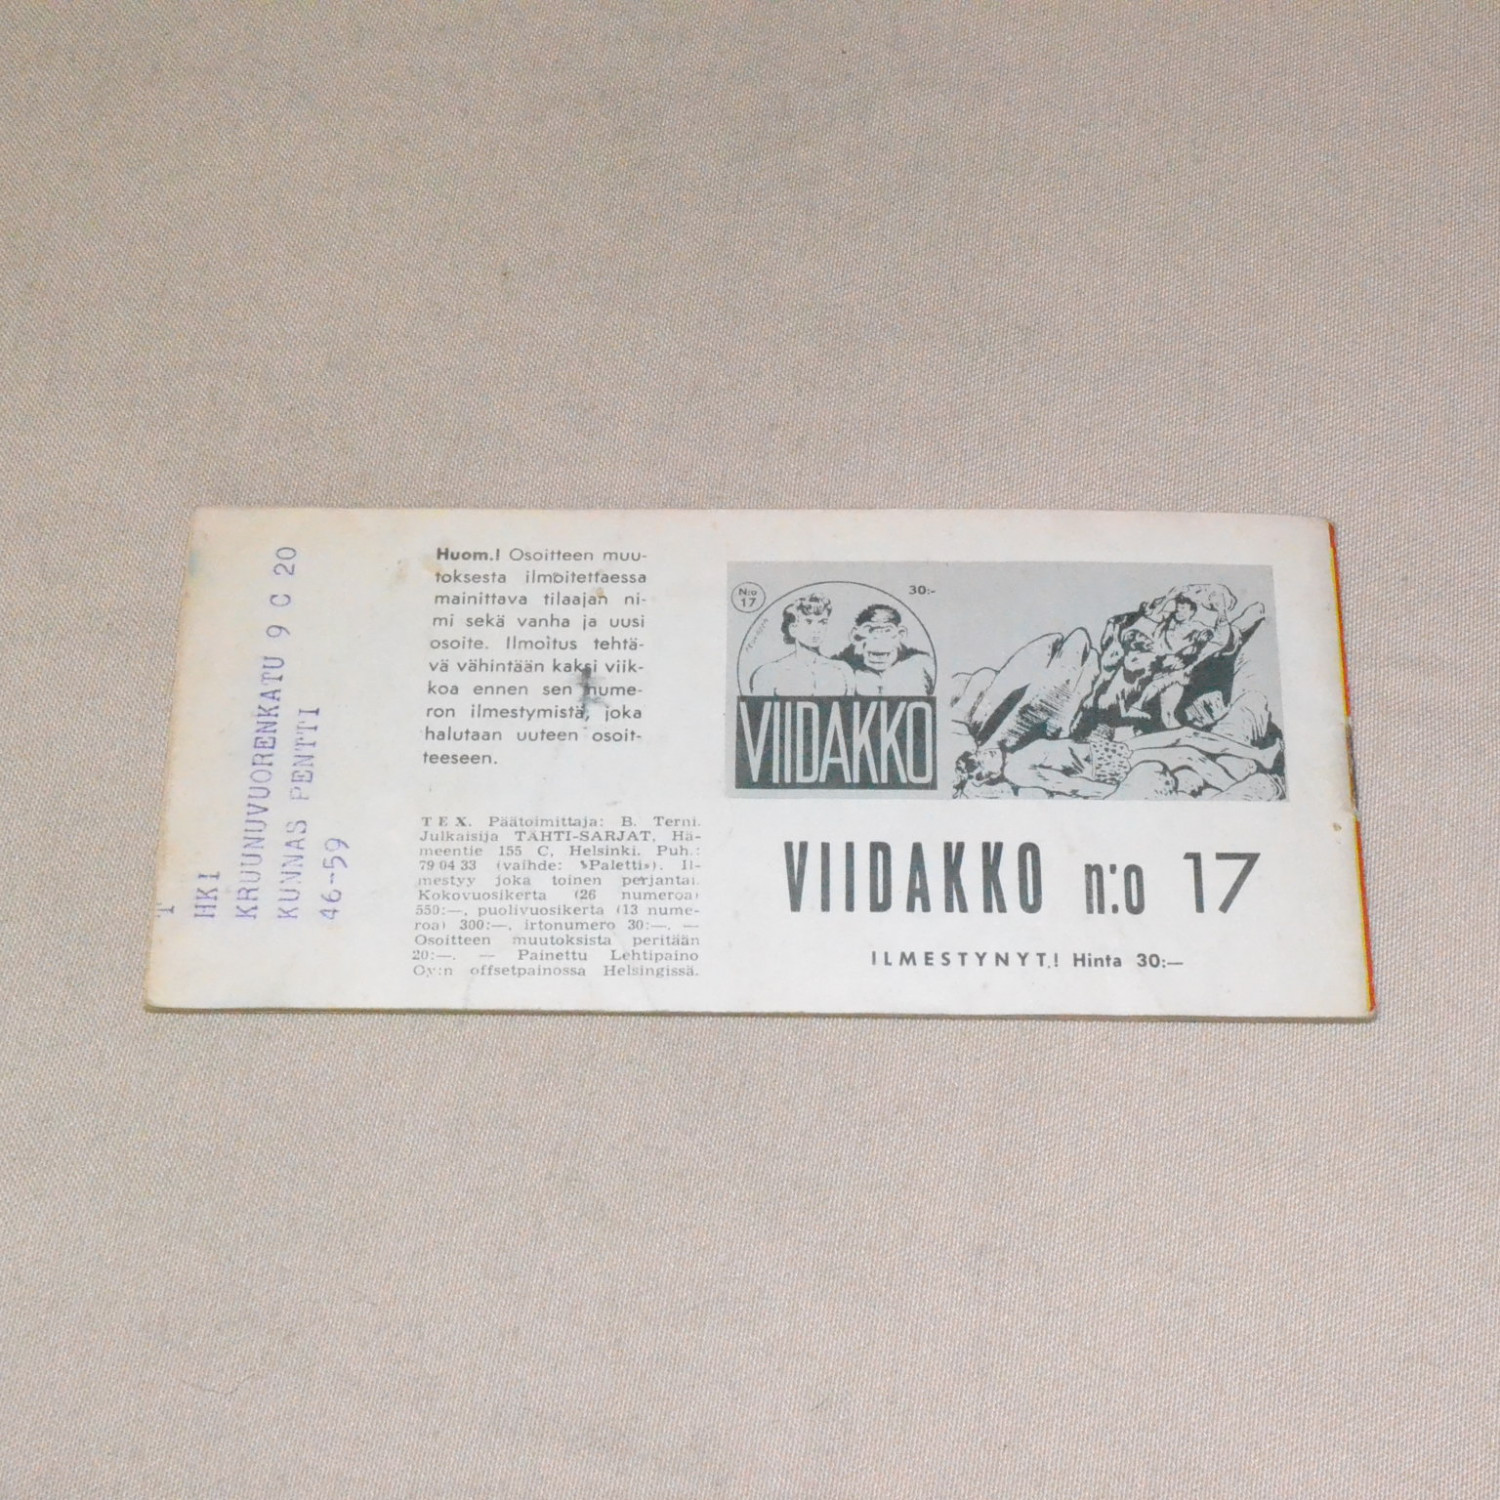 T
HKI
KRUUNUVUORENKATU 9 C 20
KUNNAS PENTTI
46-59
Huom.! Osoitteen muu-
toksesta ilmoitettaessa
mainittava tilaajan ni-
mi sekä vanha ja uusi
osoite. Ilmoitus tehtä-
vä vähintään kaksi viik-
koa ennen sen nume-
ron ilmestymistä, joka
halutaan uuteen osoit-
teeseen.
TEX. Päätoimittaja: B. Terni.
Julkaisija TÄHTI-SARJAT, Hä-
meentie 155 C, Helsinki. Puh.:
79 04 33 (vaihde: »Paletti»). Il-
mestyy joka toinen perjantai.
Kokovuosikerta (26 numeroa)
550:—, puolivuosikerta (13 nume-
roa) 300:—, irtonumero 30:—. —
Osoitteen muutoksista peritään
20:—. — Painettu Lehtipaino
Oy:n offsetpainossa Helsingissä.
N:o
17
30:-
VIIDAKKO
VIIDAKKO n:o 17
ILMESTYNYT! Hinta 30:—